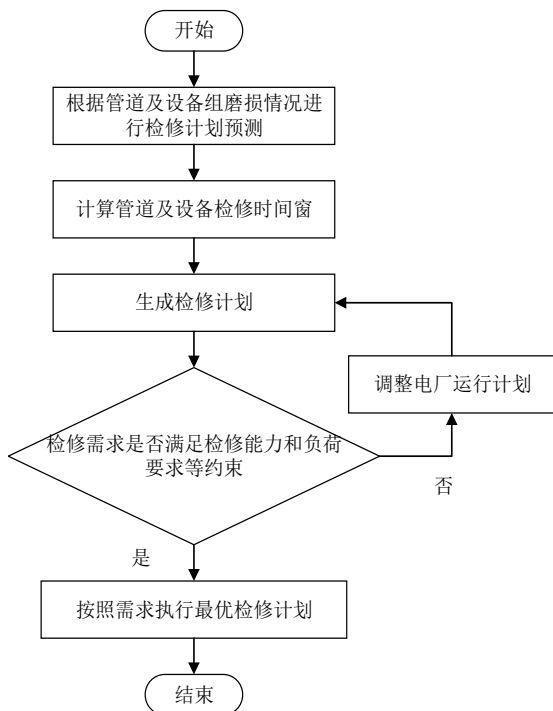 开始
根据管道及设备组磨损情况进
行检修计划预测
计算管道及设备检修时间窗
生成检修计划
调整电厂运行计划
检修需求是否满足检修能力和负荷
要求等约束
否
是
按照需求执行最优检修计划
结束